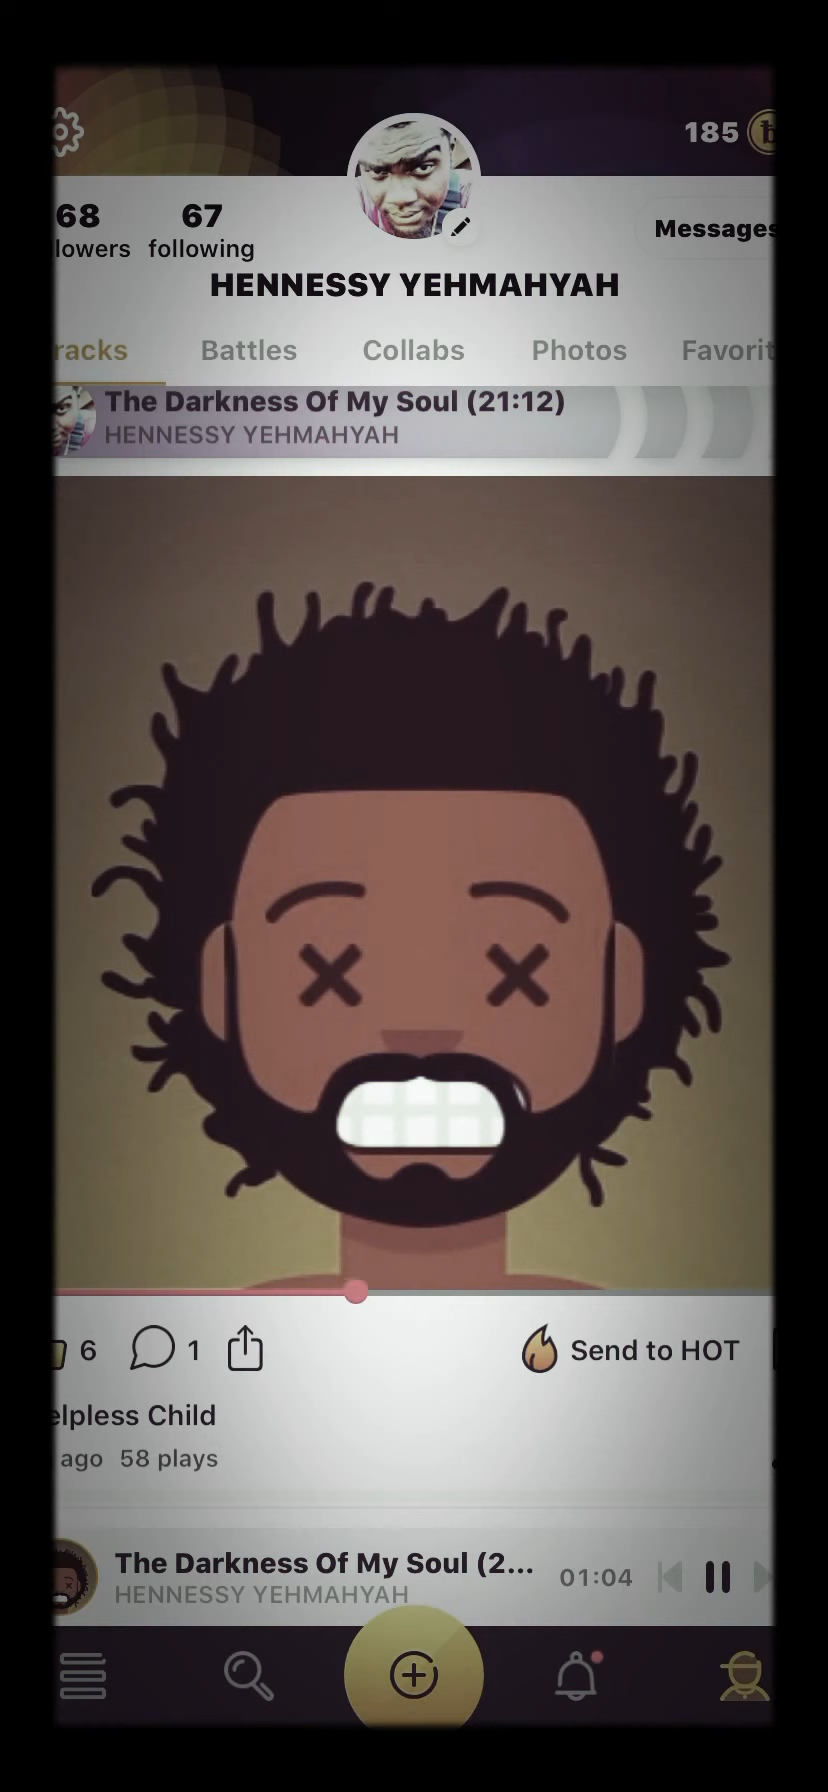 185
68
67
llowers
following
Messages
HENNESSY YEHMAHYAH
racks
Battles
Collabs
Photos
Favorit
The Darkness Of My Soul (21:12)
HENNESSY YEHMAHYAH
6
1
Send to HOT
elpless Child
ago 58 plays
The Darkness Of My Soul (2...
HENNESSY YEHMAHYAH
01:04